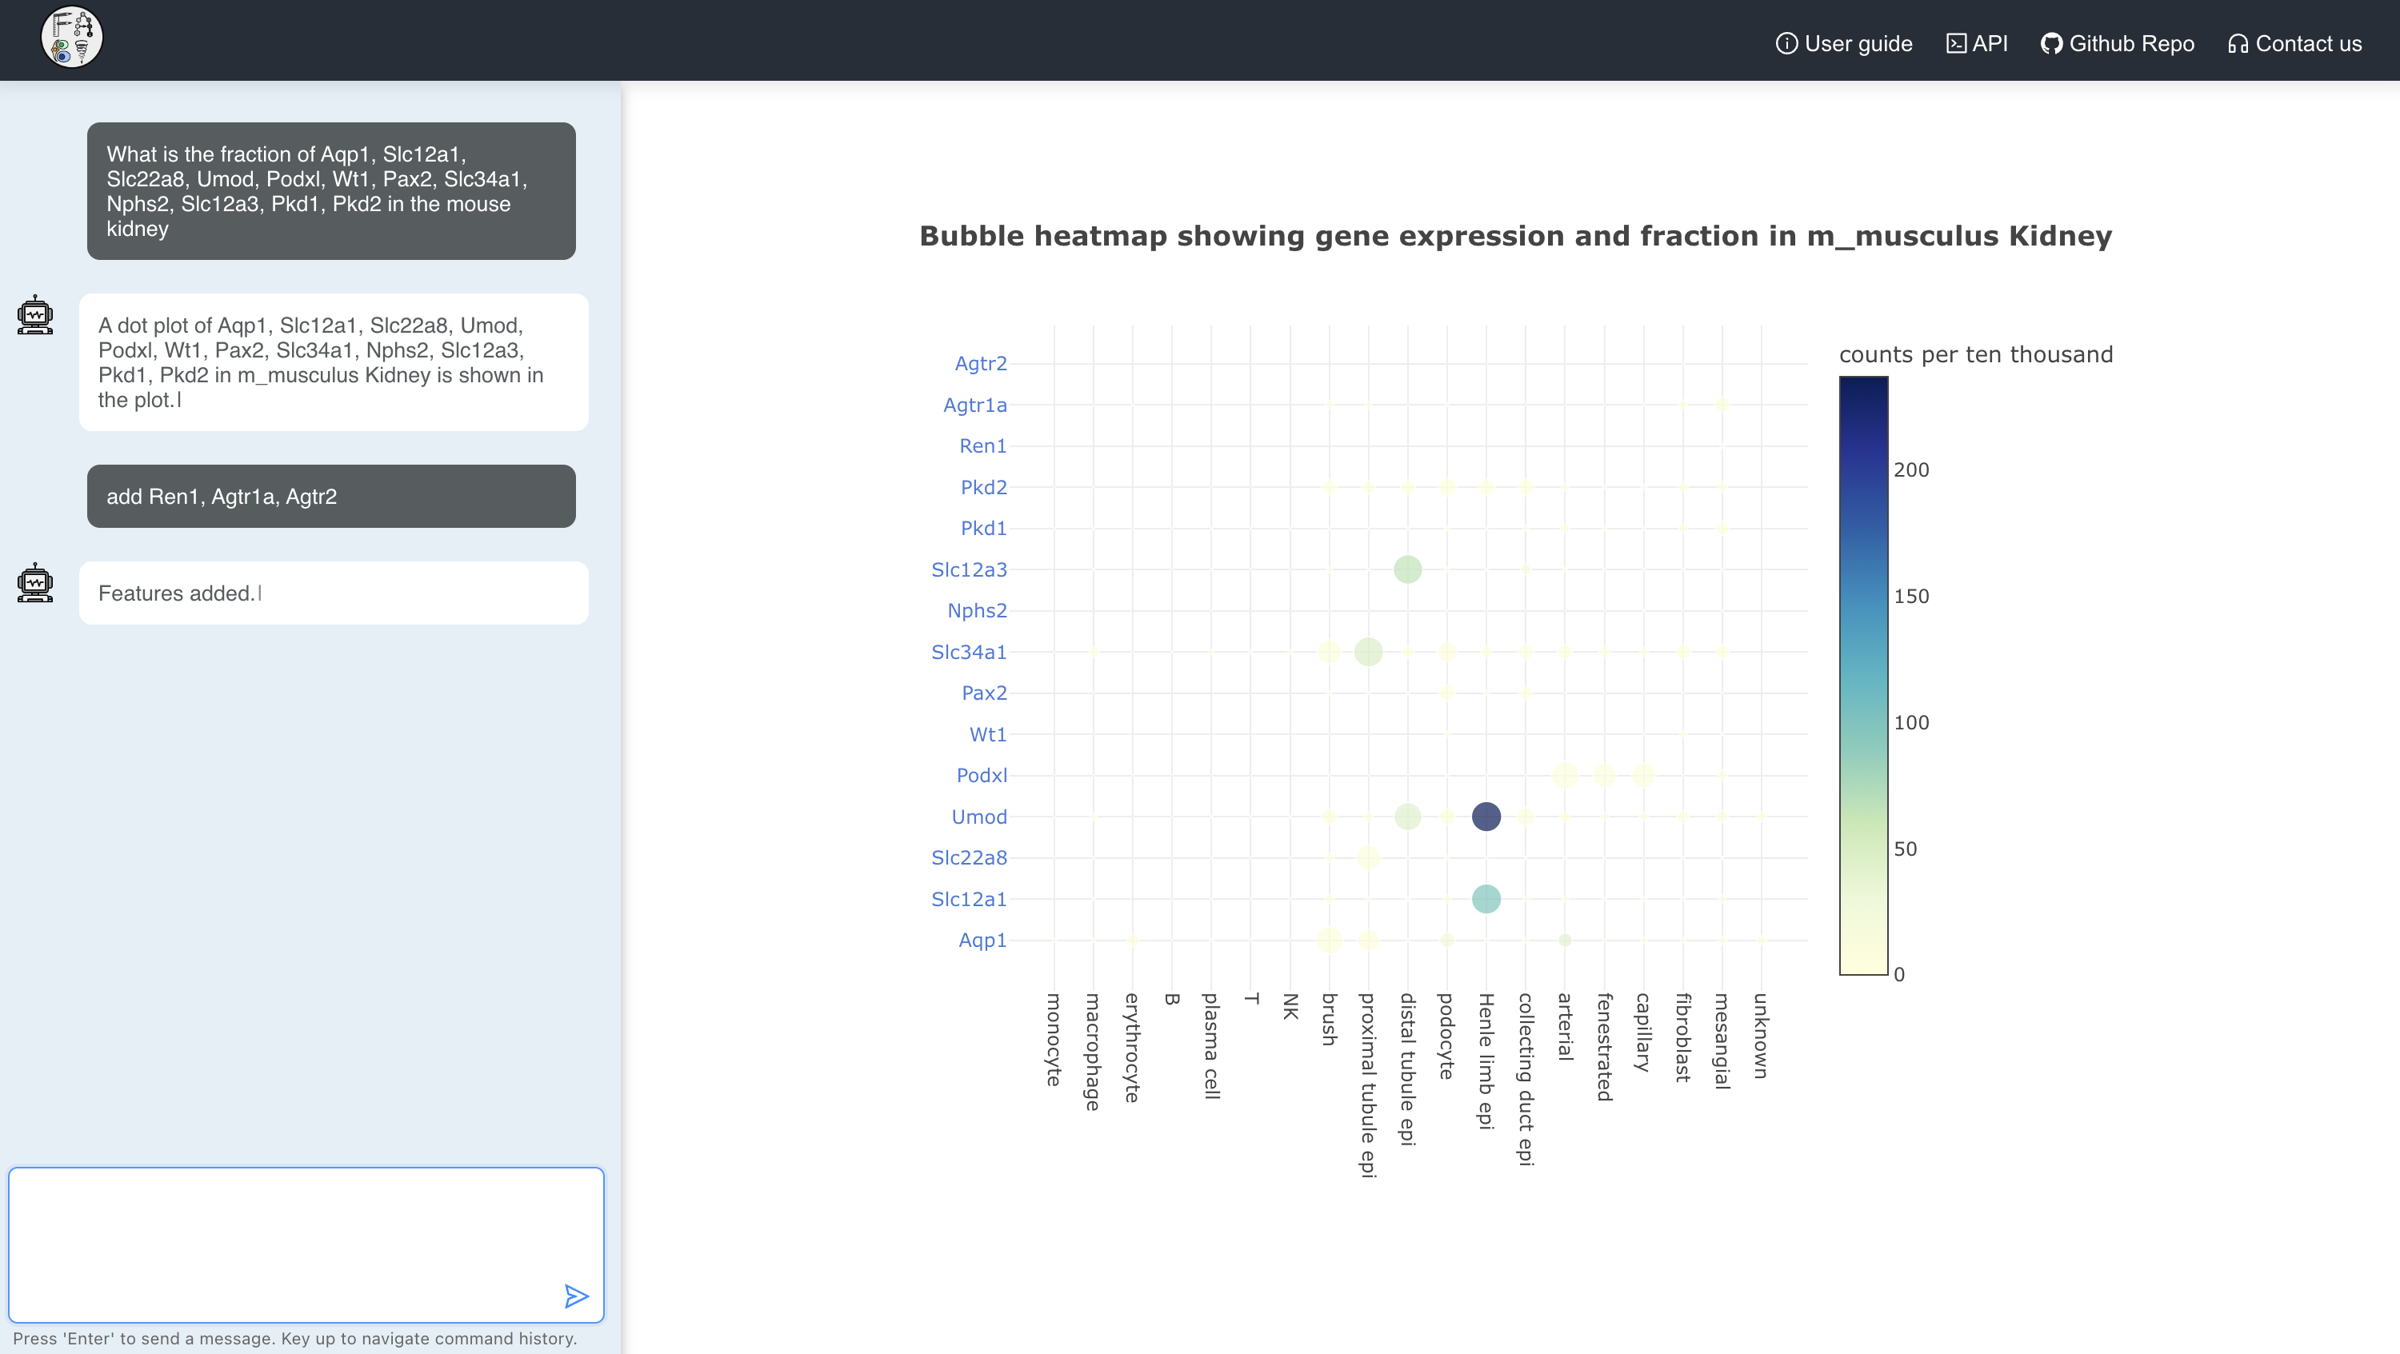 User guide
API
Github Repo
Contact us
What is the fraction of Aqp1, Slc12a1,
Slc22a8, Umod, Podxl, Wt1, Pax2, Slc34a1,
Nphs2, Slc12a3, Pkd1, Pkd2 in the mouse
kidney
A dot plot of Aqp1, Slc12a1, Slc22a8, Umod,
Podxl, Wt1, Pax2, Slc34a1, Nphs2, Slc12a3,
Pkd1, Pkd2 in m_musculus Kidney is shown in
the plot.
add Ren1, Agtr1a, Agtr2
Features added.
Press 'Enter' to send a message. Key up to navigate command history.
Bubble heatmap showing gene expression and fraction in m_musculus Kidney
Agtr2
Agtr1a
Ren1
Pkd2
Pkd1
Slc12a3
Nphs2
Slc34a1
Pax2
Wt1
Podxl
Umod
Slc22a8
Slc12a1
Aqp1
monocyte
macrophage
erythrocyte
B
plasma cell
T
NK
brush
proximal tubule epi
distal tubule epi
podocyte
Henle limb epi
collecting duct epi
arterial
fenestrated
capillary
fibroblast
mesangial
unknown
counts per ten thousand
200
150
100
50
0